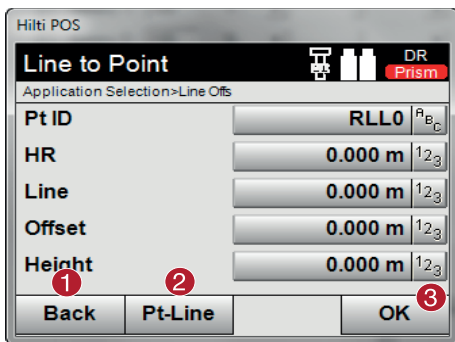 Hilti POS
Line to Point
DR
Prism
Application Selection>Line Offs
Pt ID RLL0 ABC
HR 0.000 m 123
Line 0.000 m 123
Offset 0.000 m 123
Height 0.000 m 123
1 2 3
Back Pt-Line OK